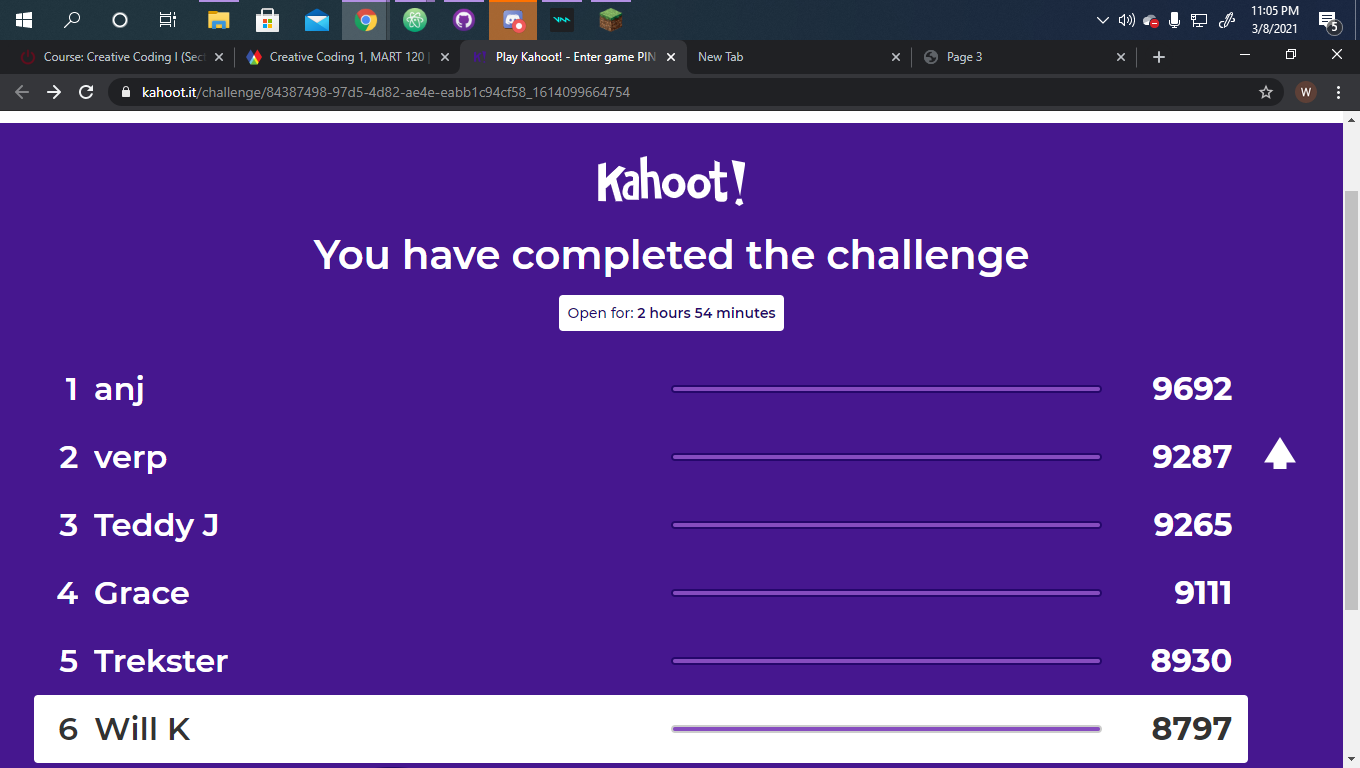 11:05 PM
3/8/2021
5
Course: Creative Coding I (Sect
Creative Coding 1, MART 120 |
Play Kahoot! - Enter game PIN
New Tab
Page 3
kahoot.it/challenge/84387498-97d5-4d82-ae4e-eabb1c94cf58_1614099664754
W
Kahoot!
You have completed the challenge
Open for: 2 hours 54 minutes
1 anj 9692
2 verp 9287
3 Teddy J 9265
4 Grace 9111
5 Trekster 8930
6 Will K 8797